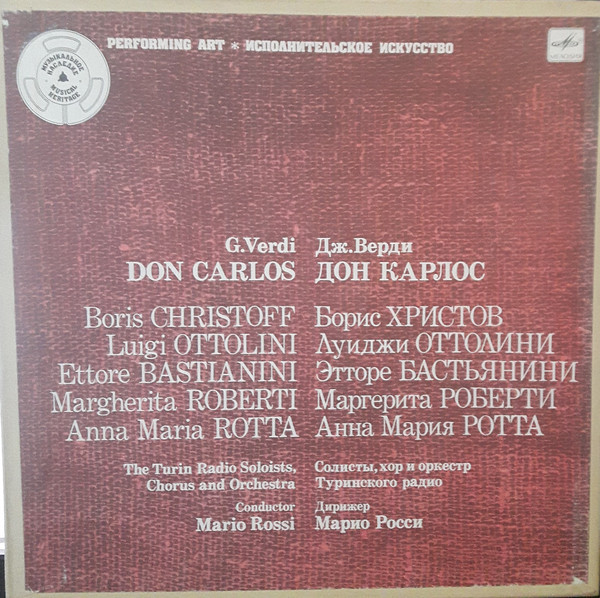 PERFORMING ART * ИСПОЛНИТЕЛЬСКОЕ ИСКУССТВО
МУЗЫКАЛЬНОЕ НАСЛЕДИЕ
MUSICAL HERITAGE
G.Verdi Дж.Верди
DON CARLOS ДОН КАРЛОС
Boris CHRISTOFF Борис ХРИСТОВ
Luigi OTTOLINI Луиджи ОТТОЛИНИ
Ettore BASTIANINI Этторе БАСТЬЯНИНИ
Margherita ROBERTI Маргерита РОБЕРТИ
Anna Maria ROTTA Анна Мария РОТТА
The Turin Radio Soloists, Солисты, хор и оркестр
Chorus and Orchestra Туринского радио
Conductor Дирижер
Mario Rossi Марио Росси